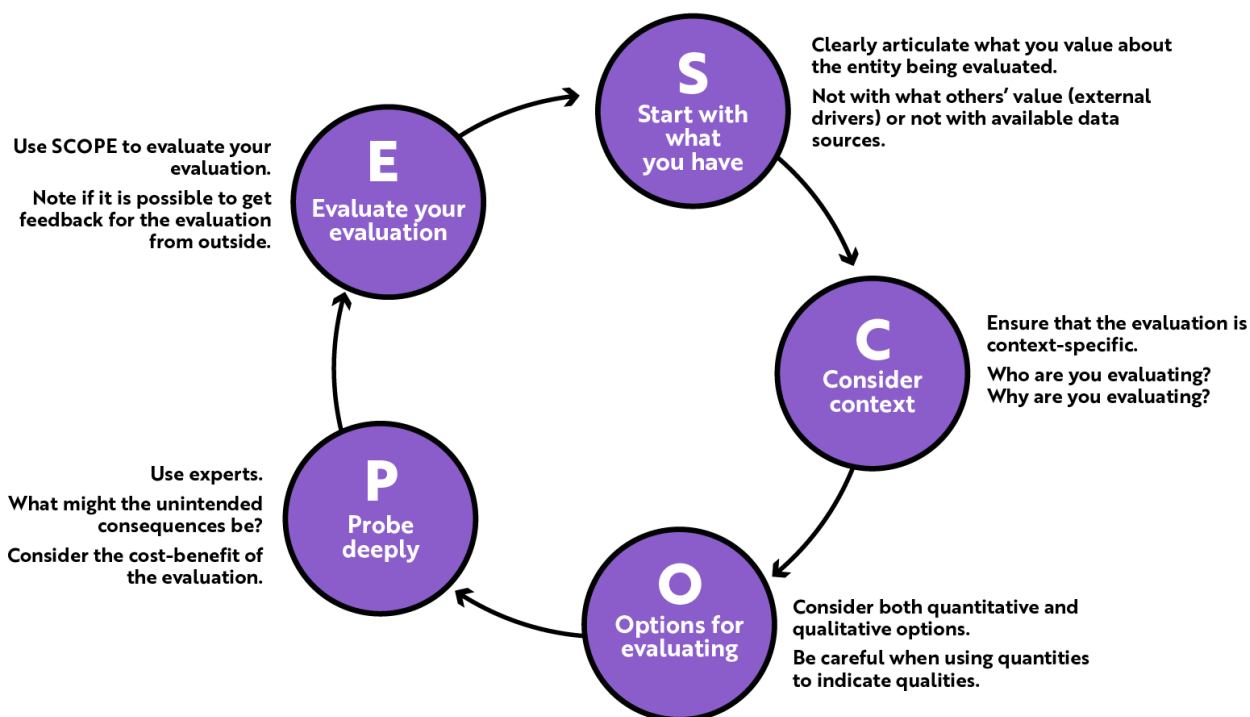 S
Start with
what
you have
Clearly articulate what you value about
the entity being evaluated.
Not with what others’ value (external
drivers) or not with available data
sources.
C
Consider
context
Ensure that the evaluation is
context-specific.
Who are you evaluating?
Why are you evaluating?
O
Options for
evaluating
Consider both quantitative and
qualitative options.
Be careful when using quantities
to indicate qualities.
P
Probe
deeply
Use experts.
What might the unintended
consequences be?
Consider the cost-benefit of
the evaluation.
E
Evaluate your
evaluation
Use SCOPE to evaluate your
evaluation.
Note if it is possible to get
feedback for the evaluation
from outside.